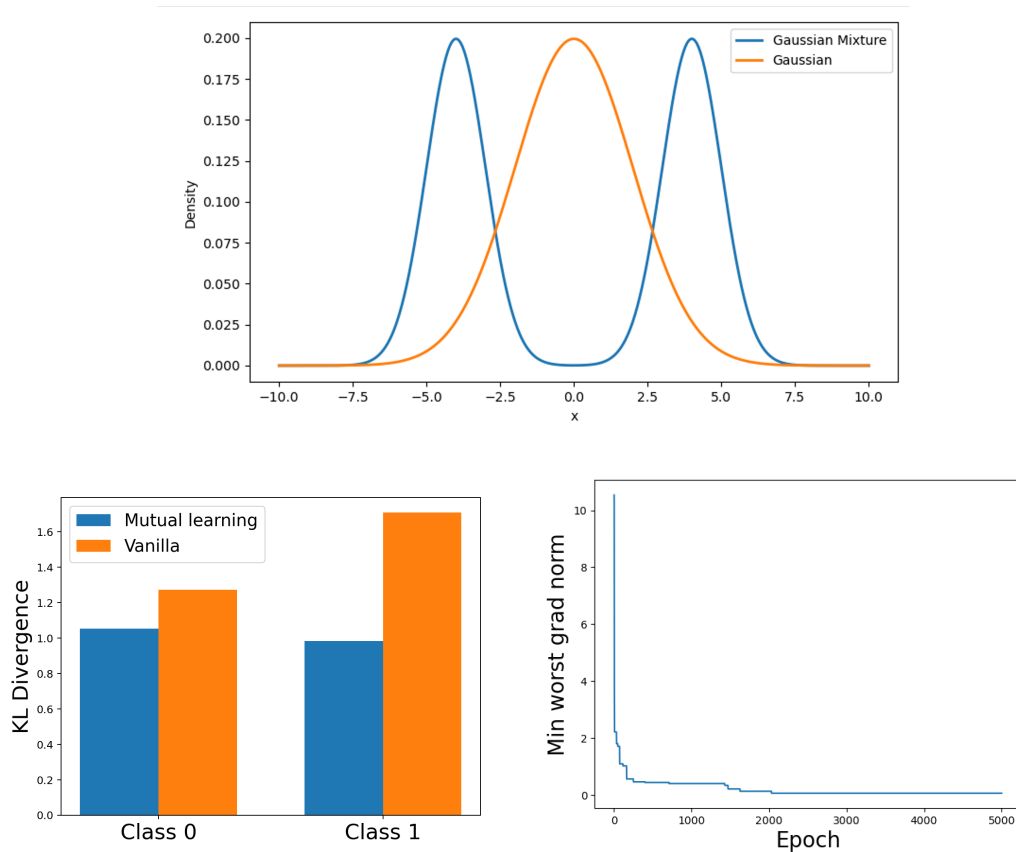 0.200
0.175
0.150
0.125
0.100
0.075
0.050
0.025
0.000
Density
Gaussian Mixture
Gaussian
−10.0 −7.5 −5.0 −2.5 0.0 2.5 5.0 7.5 10.0
x
1.6
1.4
1.2
1.0
0.8
0.6
0.4
0.2
0.0
KL Divergence
Mutual learning
Vanilla
Class 0 Class 1
10
8
6
4
2
0
Min worst grad norm
0 1000 2000 3000 4000 5000
Epoch